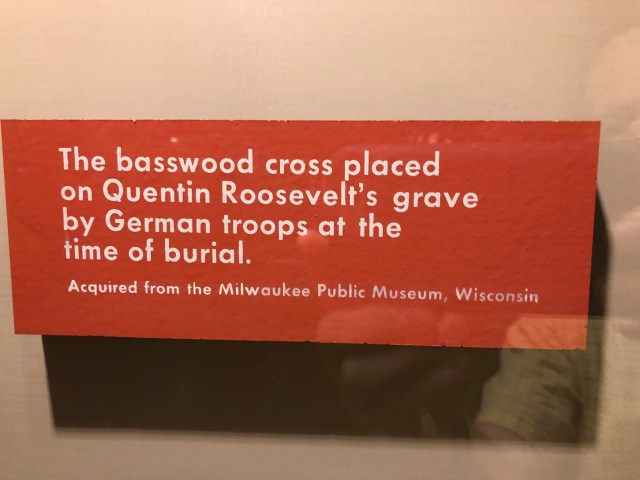 The basswood cross placed
on Quentin Roosevelt's grave
by German troops at the
time of burial.
Acquired from the Milwaukee Public Museum, Wisconsin